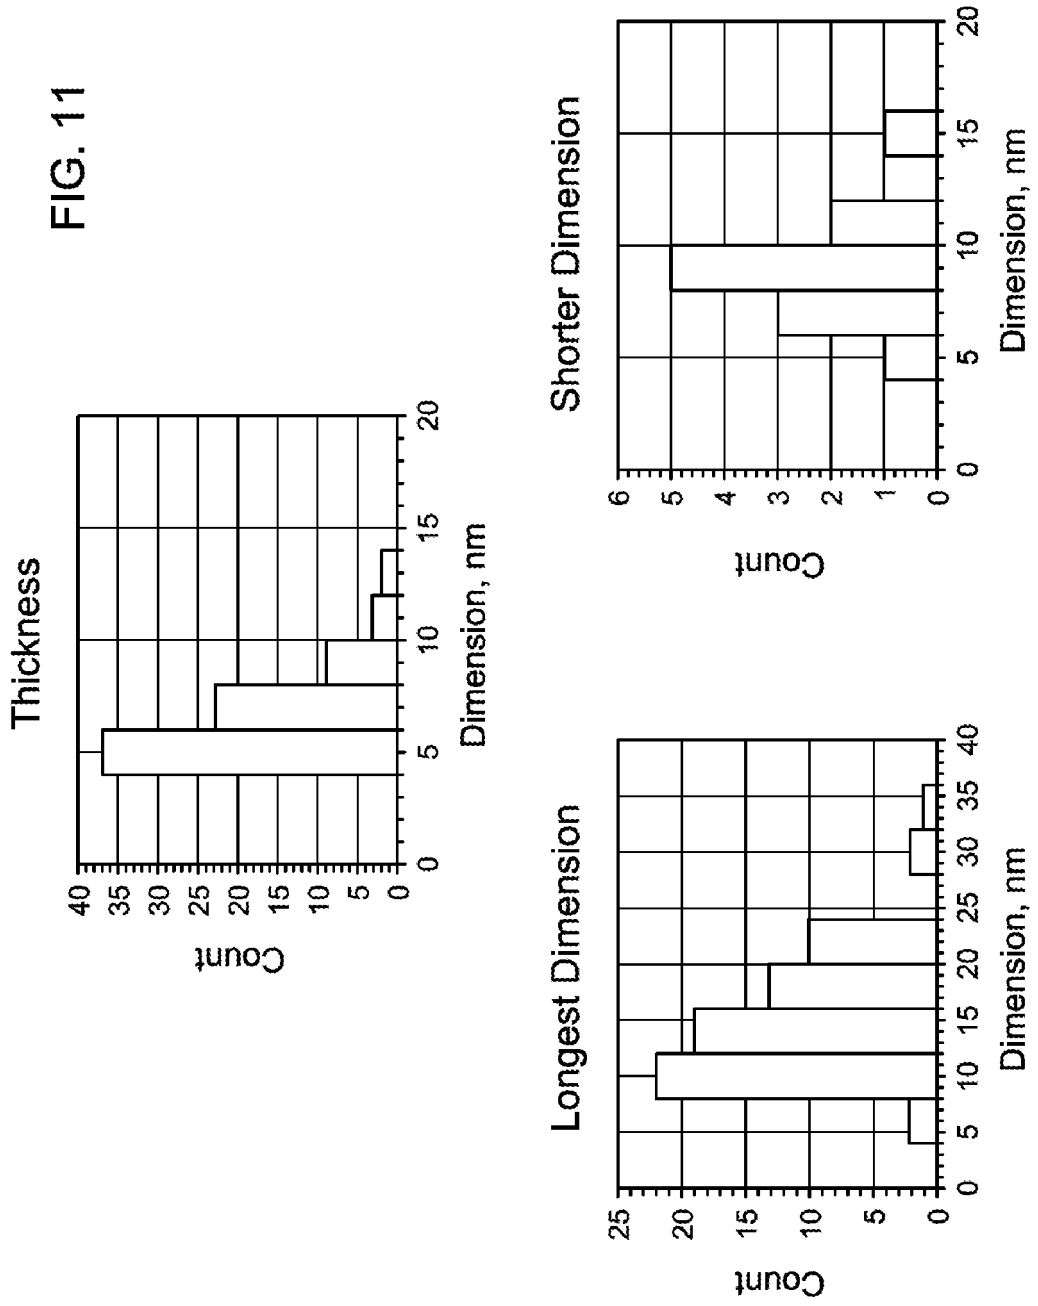 FIG. 11
Thickness
Count
40
35
30
25
20
15
10
5
0
0 5 10 15 20
Dimension, nm
Longest Dimension
Count
25
20
15
10
5
0
0 5 10 15 20 25 30 35 40
Dimension, nm
Shorter Dimension
Count
6
5
4
3
2
1
0
0 5 10 15 20
Dimension, nm